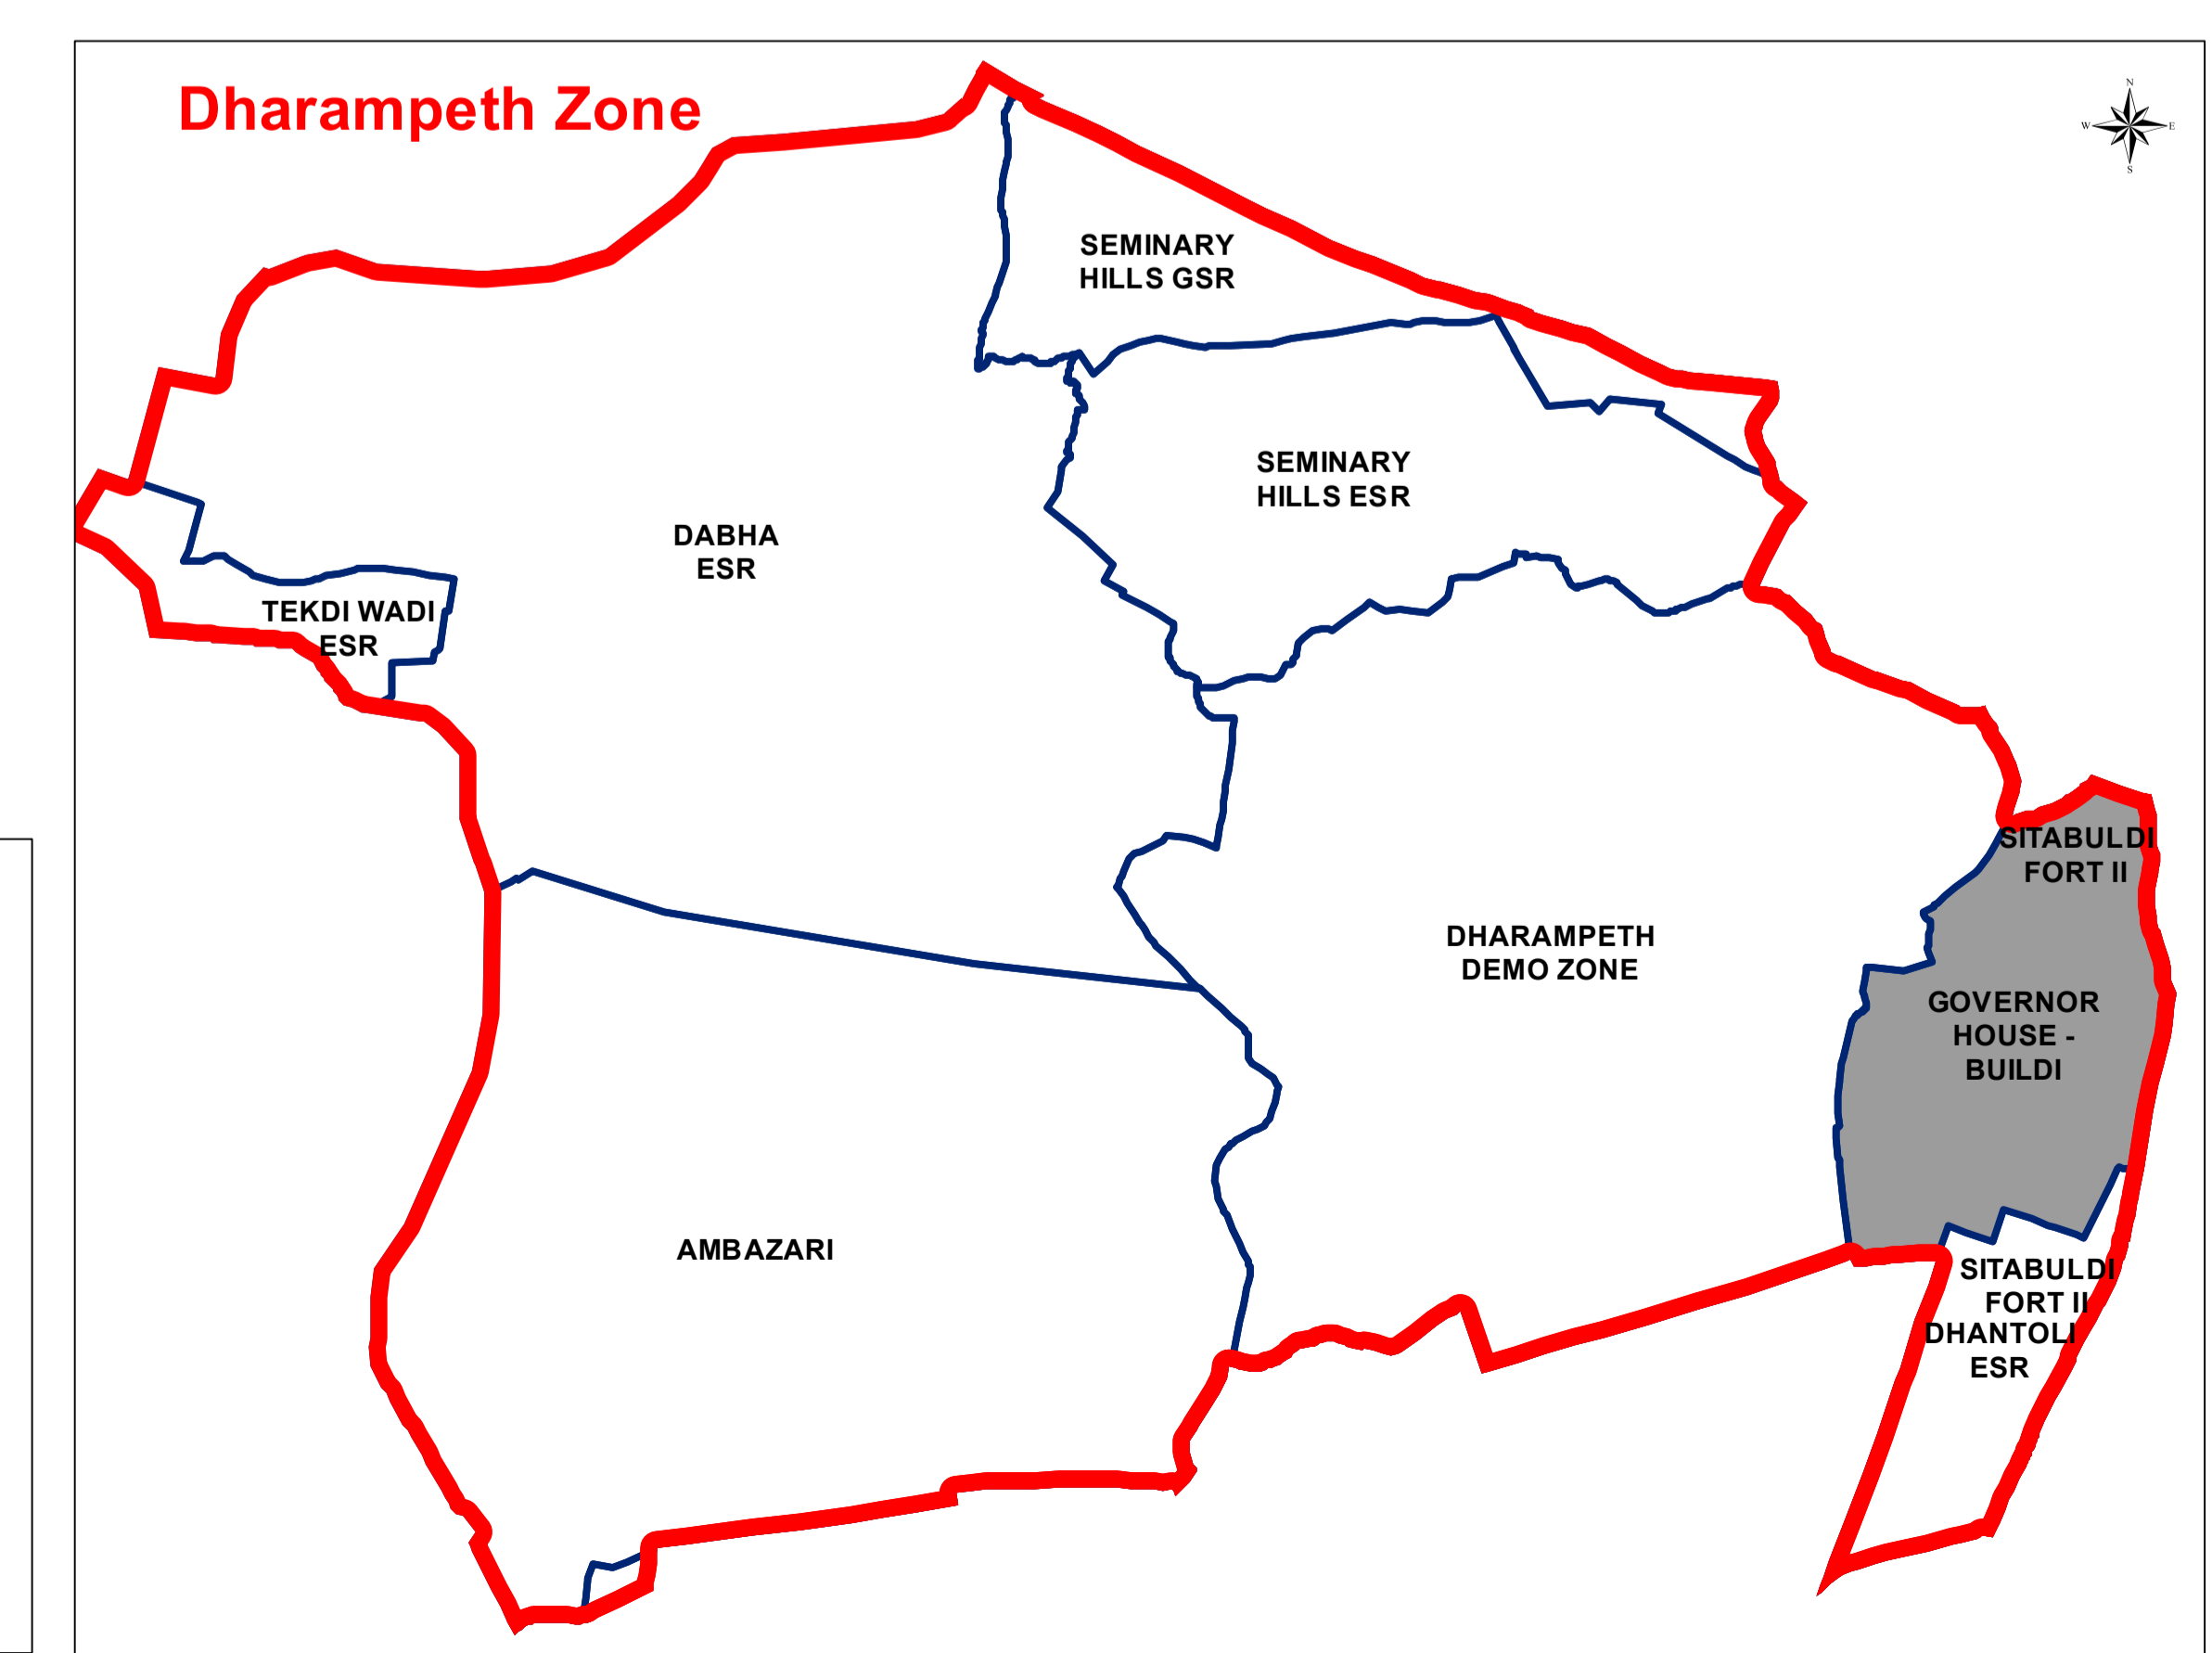 Dharampeth Zone
N
W
E
S
SEMINARY
HILLS GSR
SEMINARY
HILLS ESR
DABHA
ESR
TEKDI WADI
ESR
SITABULDI
FORT II
DHARAMPETH
DEMO ZONE
GOVERNOR
HOUSE -
BUILDI
AMBAZARI
SITABULDI
FORT II
DHANTOLI
ESR